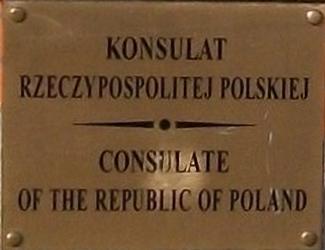 KONSULAT
RZECZYPOSPOLITEJ POLSKIEJ
CONSULATE
OF THE REPUBLIC OF POLAND